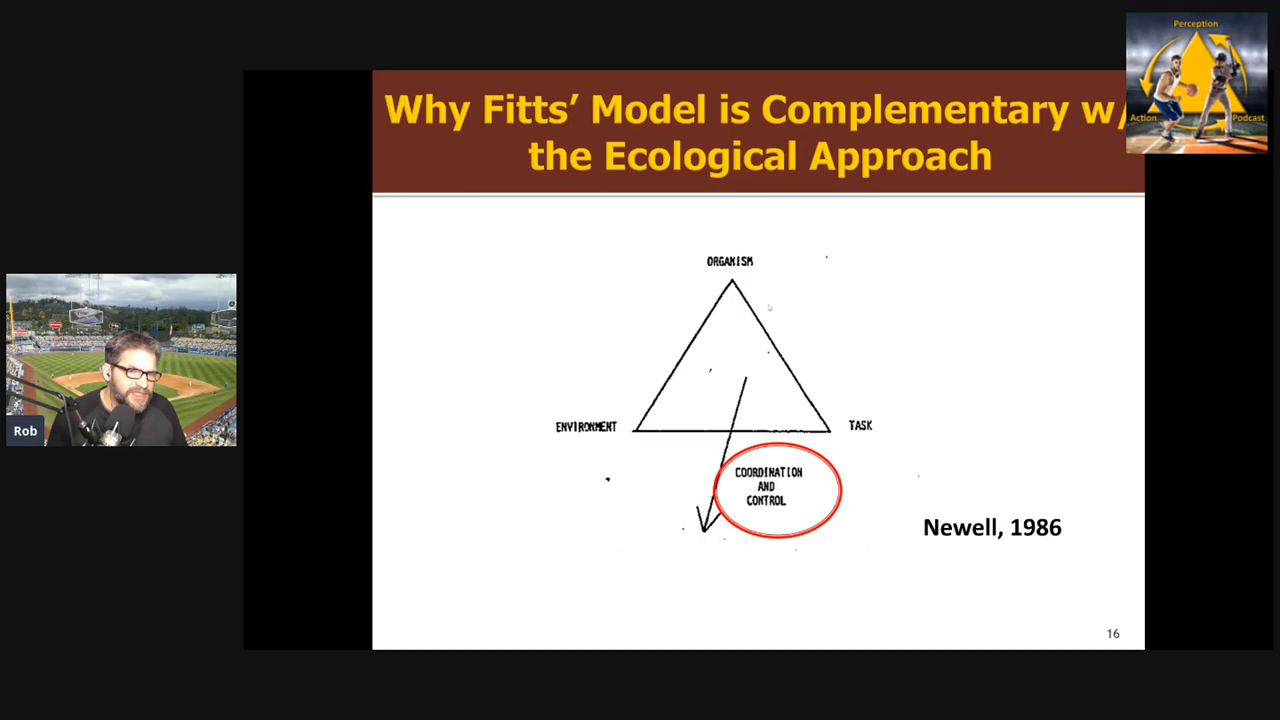 Perception
Action
Podcast
Why Fitts’ Model is Complementary w/
the Ecological Approach
ORGANISM
ENVIRONMENT
TASK
COORDINATION
AND
CONTROL
Newell, 1986
16
Rob